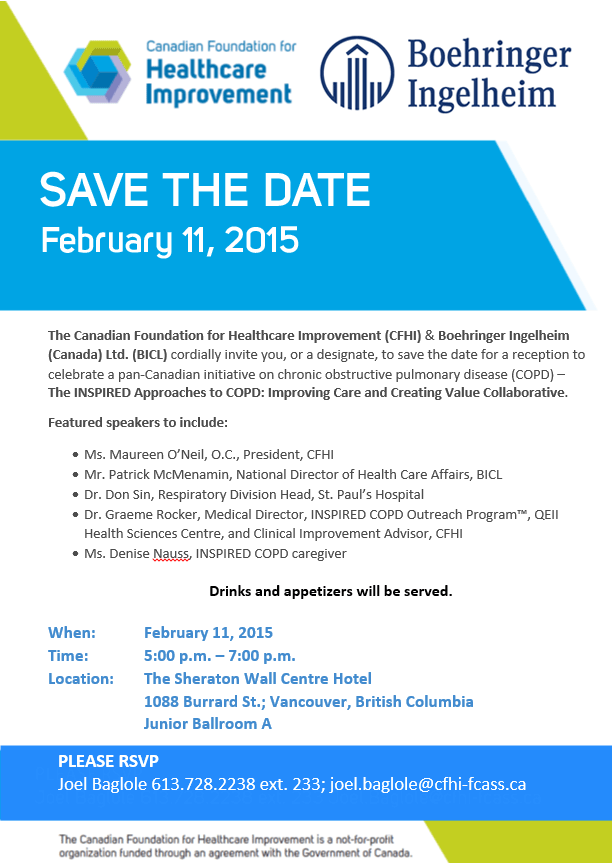 Canadian Foundation for
Healthcare
Improvement
Boehringer
Ingelheim
SAVE THE DATE
February 11, 2015
The Canadian Foundation for Healthcare Improvement (CFHI) & Boehringer Ingelheim
(Canada) Ltd. (BICL) cordially invite you, or a designate, to save the date for a reception to
celebrate a pan-Canadian initiative on chronic obstructive pulmonary disease (COPD) –
The INSPIRED Approaches to COPD: Improving Care and Creating Value Collaborative.
Featured speakers to include:
• Ms. Maureen O’Neil, O.C., President, CFHI
• Mr. Patrick McMenamin, National Director of Health Care Affairs, BICL
• Dr. Don Sin, Respiratory Division Head, St. Paul’s Hospital
• Dr. Graeme Rocker, Medical Director, INSPIRED COPD Outreach Program™, QEII
Health Sciences Centre, and Clinical Improvement Advisor, CFHI
• Ms. Denise Nauss, INSPIRED COPD caregiver
Drinks and appetizers will be served.
When: February 11, 2015
Time: 5:00 p.m. – 7:00 p.m.
Location: The Sheraton Wall Centre Hotel
1088 Burrard St.; Vancouver, British Columbia
Junior Ballroom A
PLEASE RSVP
Joel Baglole 613.728.2238 ext. 233; joel.baglole@cfhi-fcass.ca
The Canadian Foundation for Healthcare Improvement is a not-for-profit
organization funded through an agreement with the Government of Canada.